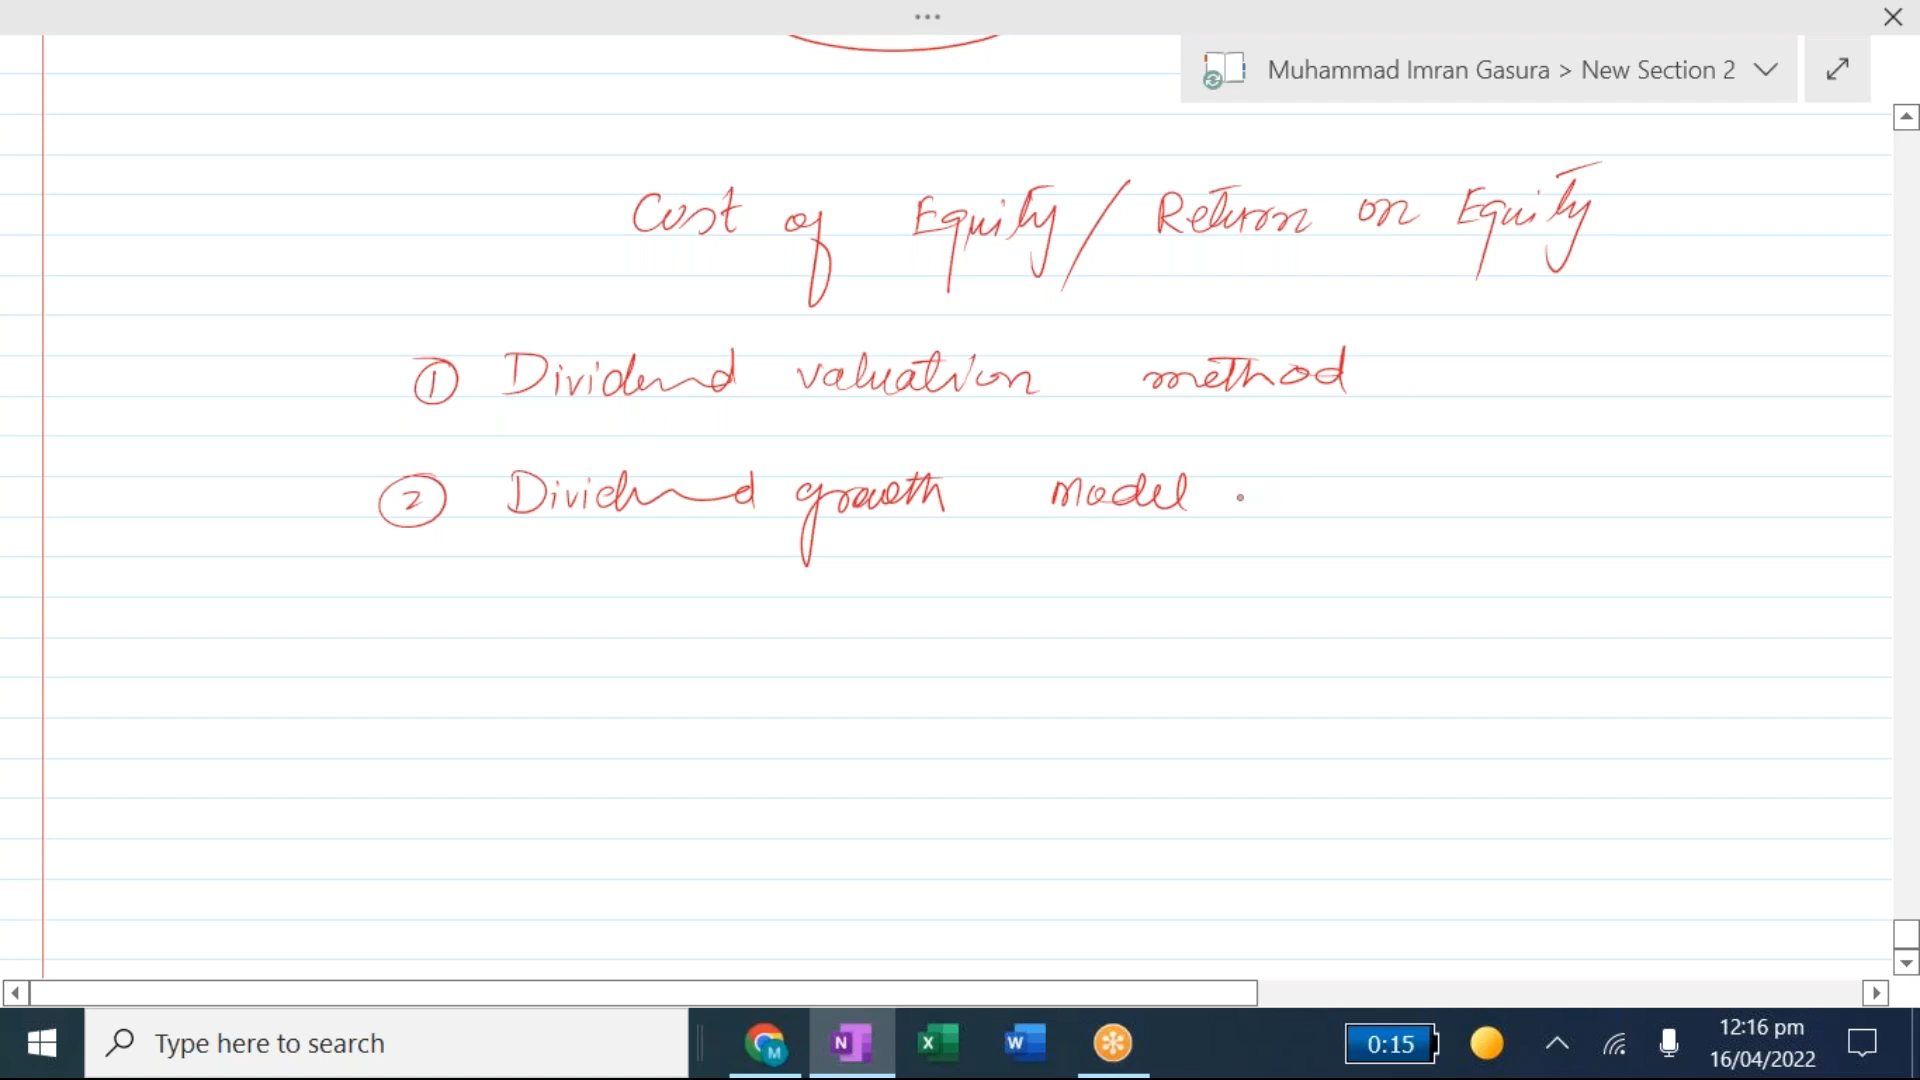 Muhammad Imran Gasura > New Section 2
Cost of Equity / Return on Equity
① Dividend valuation method
② Dividend growth model
Type here to search
0:15
12:16 pm
16/04/2022